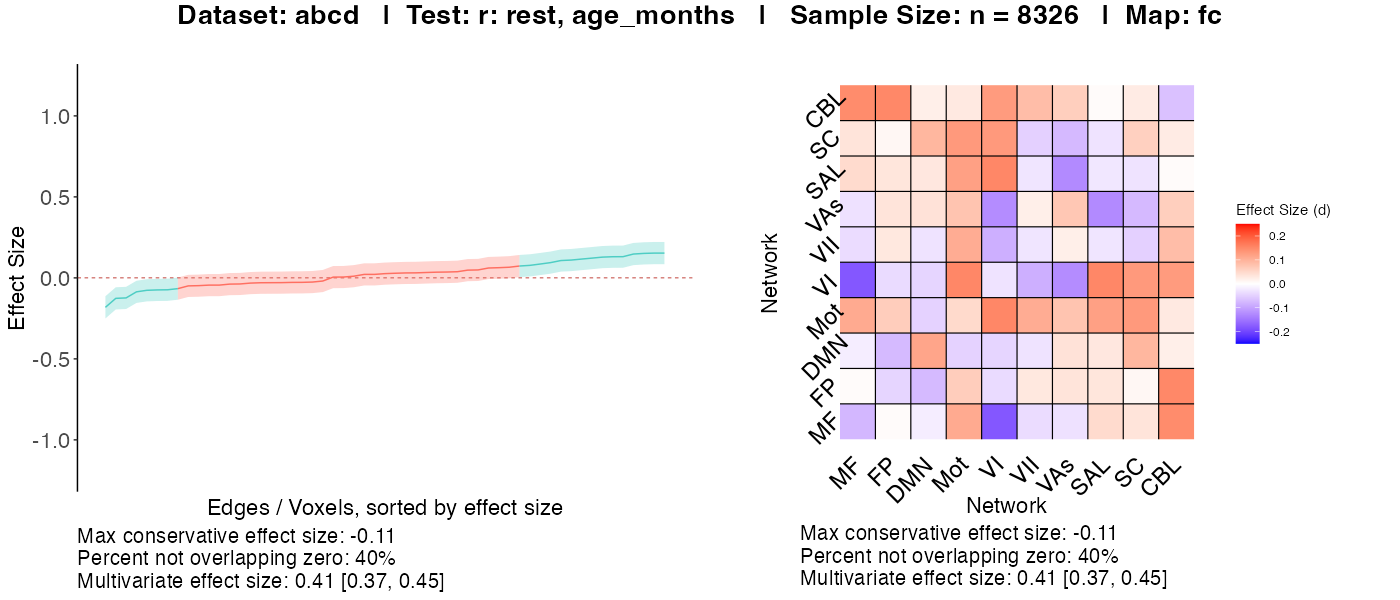 Dataset: abcd | Test: r: rest, age_months | Sample Size: n = 8326 | Map: fc
Effect Size
1.0
0.5
0.0
-0.5
-1.0
Edges / Voxels, sorted by effect size
Max conservative effect size: -0.11
Percent not overlapping zero: 40%
Multivariate effect size: 0.41 [0.37, 0.45]
Network
CBL
SC
SAL
VAs
VII
VI
Mot
DMN
FP
MF
MF
FP
DMN
Mot
VI
VII
VAs
SAL
SC
CBL
Network
Max conservative effect size: -0.11
Percent not overlapping zero: 40%
Multivariate effect size: 0.41 [0.37, 0.45]
Effect Size (d)
0.2
0.1
0.0
-0.1
-0.2